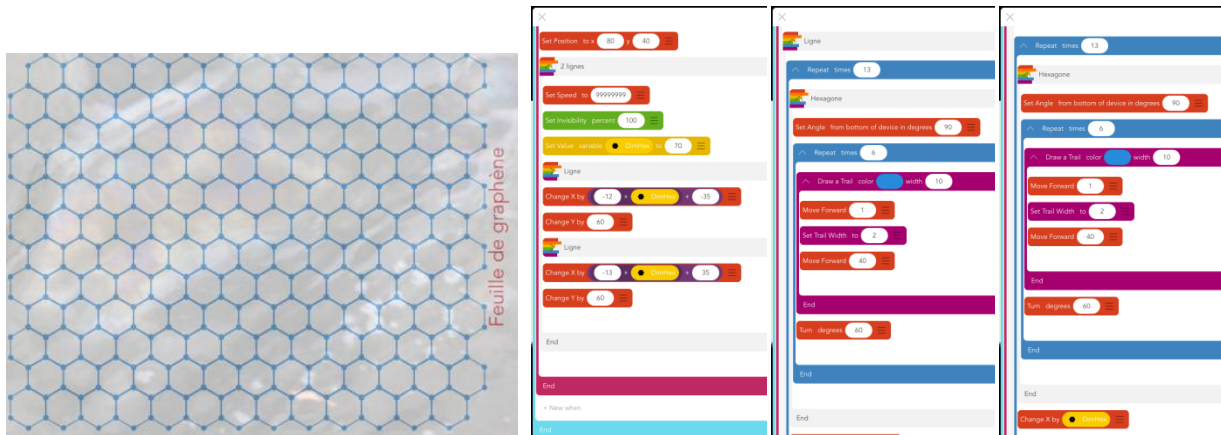 Feuille de graphène
Set Position to x 80 y 40
2 lignes
Set Speed to 99999999
Set Invisibility percent 100
Set Value variable DimHex to 70
Ligne
Change X by -12 × DimHex + -35
Change Y by 60
Ligne
Change X by -13 × DimHex + 35
Change Y by 60
End
End
+ New when
End
Ligne
Repeat times 13
Hexagone
Set Angle from bottom of device in degrees 90
Repeat times 6
Draw a Trail color width 10
Move Forward 1
Set Trail Width to 2
Move Forward 40
End
Turn degrees 60
End
End
Repeat times 13
Hexagone
Set Angle from bottom of device in degrees 90
Repeat times 6
Draw a Trail color width 10
Move Forward 1
Set Trail Width to 2
Move Forward 40
End
Turn degrees 60
End
End
Change X by DimHex